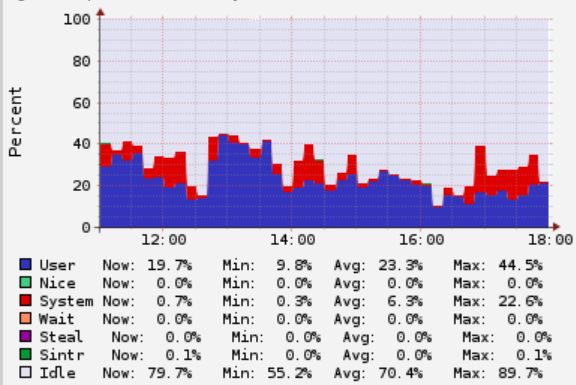 100
80
60
40
20
0
Percent
12:00 14:00 16:00 18:00
User Now: 19.7% Min: 9.8% Avg: 23.3% Max: 44.5%
Nice Now: 0.0% Min: 0.0% Avg: 0.0% Max: 0.0%
System Now: 0.7% Min: 0.3% Avg: 6.3% Max: 22.6%
Wait Now: 0.0% Min: 0.0% Avg: 0.0% Max: 0.0%
Steal Now: 0.0% Min: 0.0% Avg: 0.0% Max: 0.0%
Sintr Now: 0.1% Min: 0.0% Avg: 0.0% Max: 0.1%
Idle Now: 79.7% Min: 55.2% Avg: 70.4% Max: 89.7%